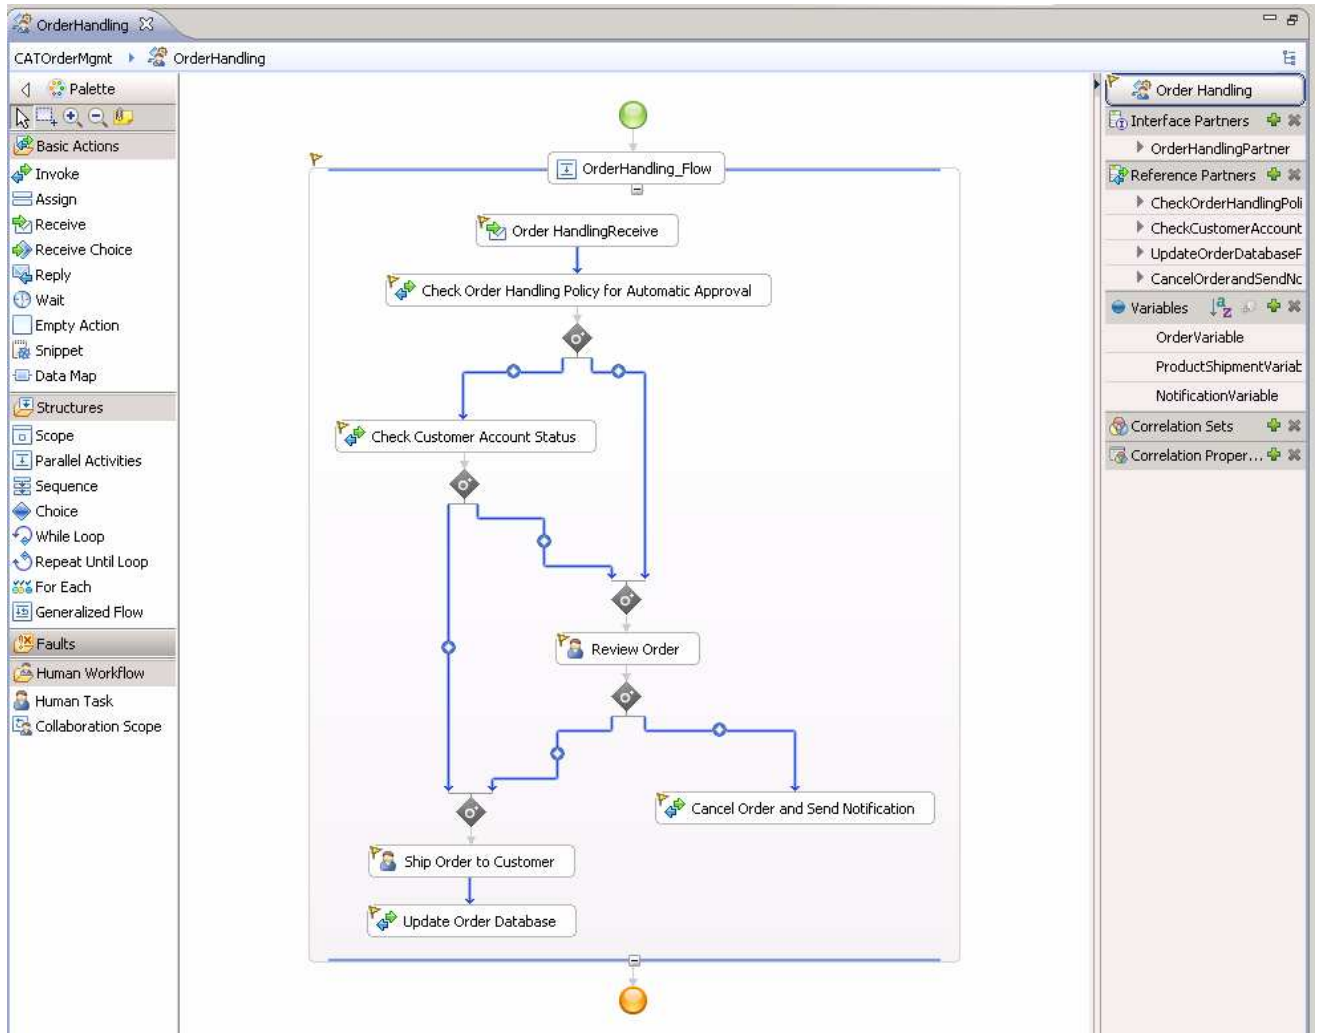 OrderHandling
CATOrderMgmt OrderHandling
Palette
Basic Actions
Invoke
Assign
Receive
Receive Choice
Reply
Wait
Empty Action
Snippet
Data Map
Structures
Scope
Parallel Activities
Sequence
Choice
While Loop
Repeat Until Loop
For Each
Generalized Flow
Faults
Human Workflow
Human Task
Collaboration Scope
OrderHandling_Flow
Order HandlingReceive
Check Order Handling Policy for Automatic Approval
Check Customer Account Status
Review Order
Cancel Order and Send Notification
Ship Order to Customer
Update Order Database
Order Handling
Interface Partners
OrderHandlingPartner
Reference Partners
CheckOrderHandlingPoli
CheckCustomerAccount
UpdateOrderDatabaseF
CancelOrderandSendNc
Variables a z
OrderVariable
ProductShipmentVariat
NotificationVariable
Correlation Sets
Correlation Proper...